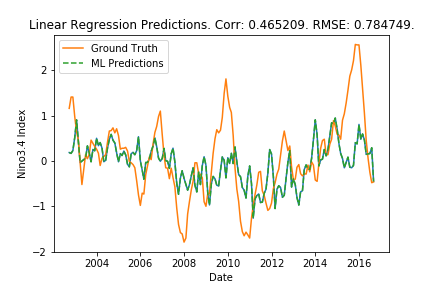 Linear Regression Predictions. Corr: 0.465209. RMSE: 0.784749.
Ground Truth
ML Predictions
Nino3.4 Index
2
1
0
−1
−2
2004 2006 2008 2010 2012 2014 2016
Date